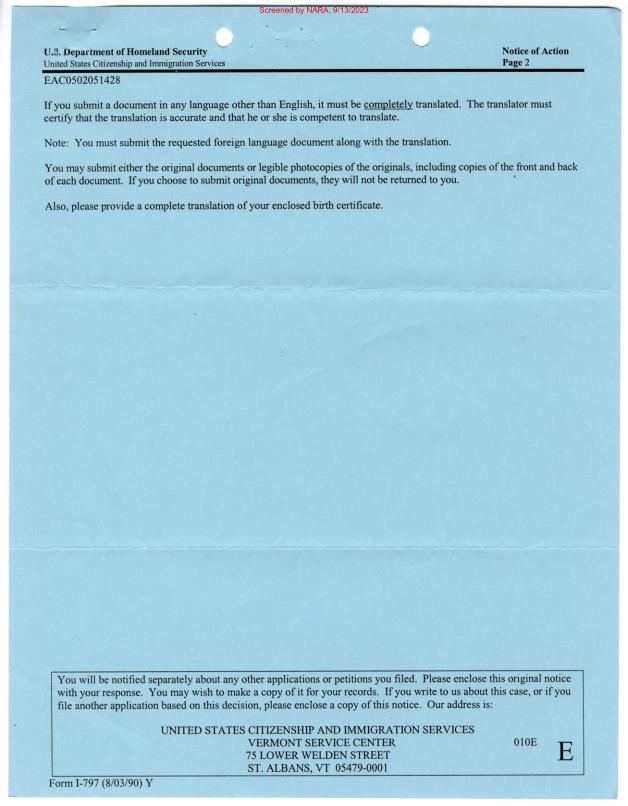 Screened by NARA, 9/13/2023
U.S. Department of Homeland Security
United States Citizenship and Immigration Services
Notice of Action
Page 2
EAC0502051428
If you submit a document in any language other than English, it must be completely translated. The translator must
certify that the translation is accurate and that he or she is competent to translate.
Note: You must submit the requested foreign language document along with the translation.
You may submit either the original documents or legible photocopies of the originals, including copies of the front and back
of each document. If you choose to submit original documents, they will not be returned to you.
Also, please provide a complete translation of your enclosed birth certificate.
You will be notified separately about any other applications or petitions you filed. Please enclose this original notice
with your response. You may wish to make a copy of it for your records. If you write to us about this case, or if you
file another application based on this decision, please enclose a copy of this notice. Our address is:
UNITED STATES CITIZENSHIP AND IMMIGRATION SERVICES
VERMONT SERVICE CENTER
75 LOWER WELDEN STREET
ST. ALBANS, VT 05479-0001
010E
E
Form I-797 (8/03/90) Y